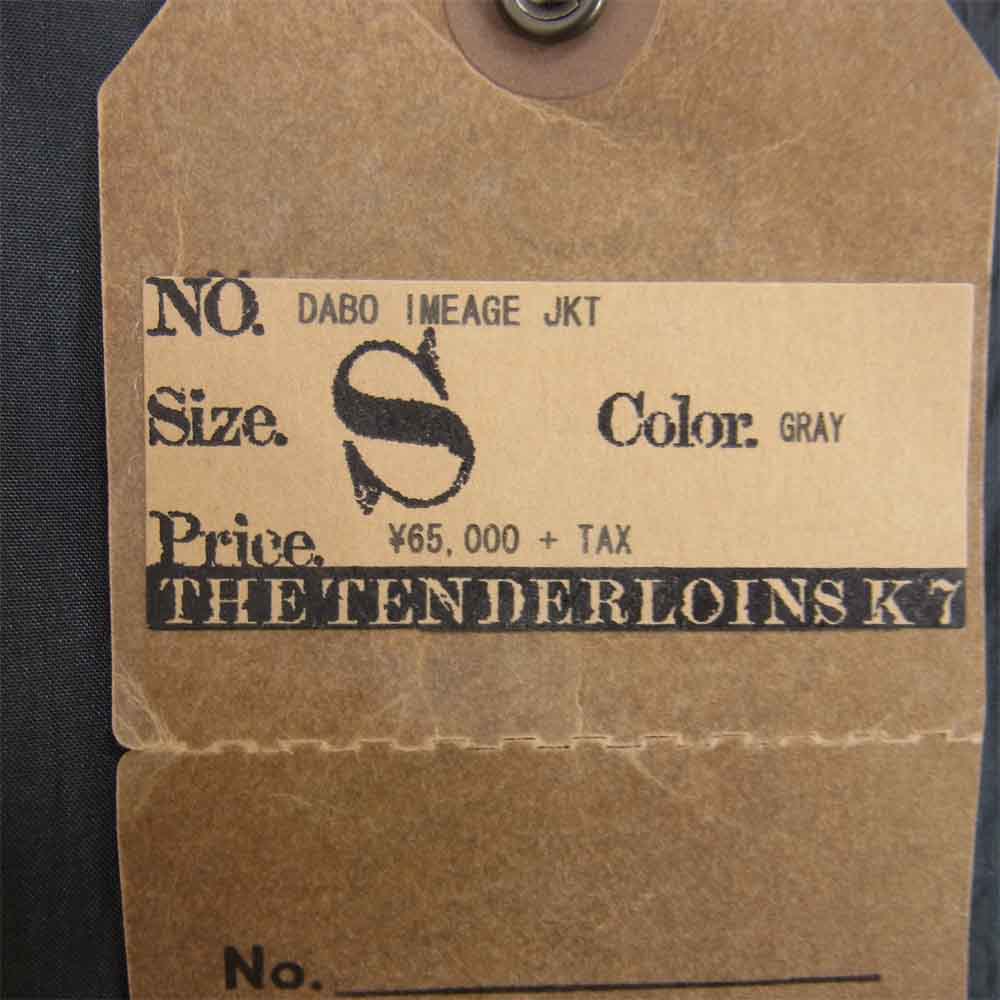 NO. DABO IMEAGE JKT
Size. S Color. GRAY
Price. ¥65,000 + TAX
THE TENDERLOINS K 7
No.